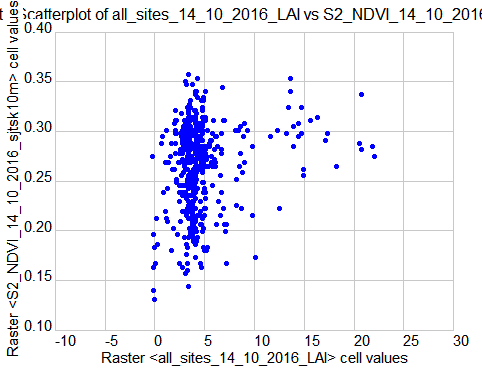 Scatterplot of all_sites_14_10_2016_LAI vs S2_NDVI_14_10_2016
Raster <S2_NDVI_14_10_2016_Sitesk10m> cell values
0.40
0.35
0.30
0.25
0.20
0.15
0.10
-10 -5 0 5 10 15 20 25 30
Raster <all_sites_14_10_2016_LAI> cell values